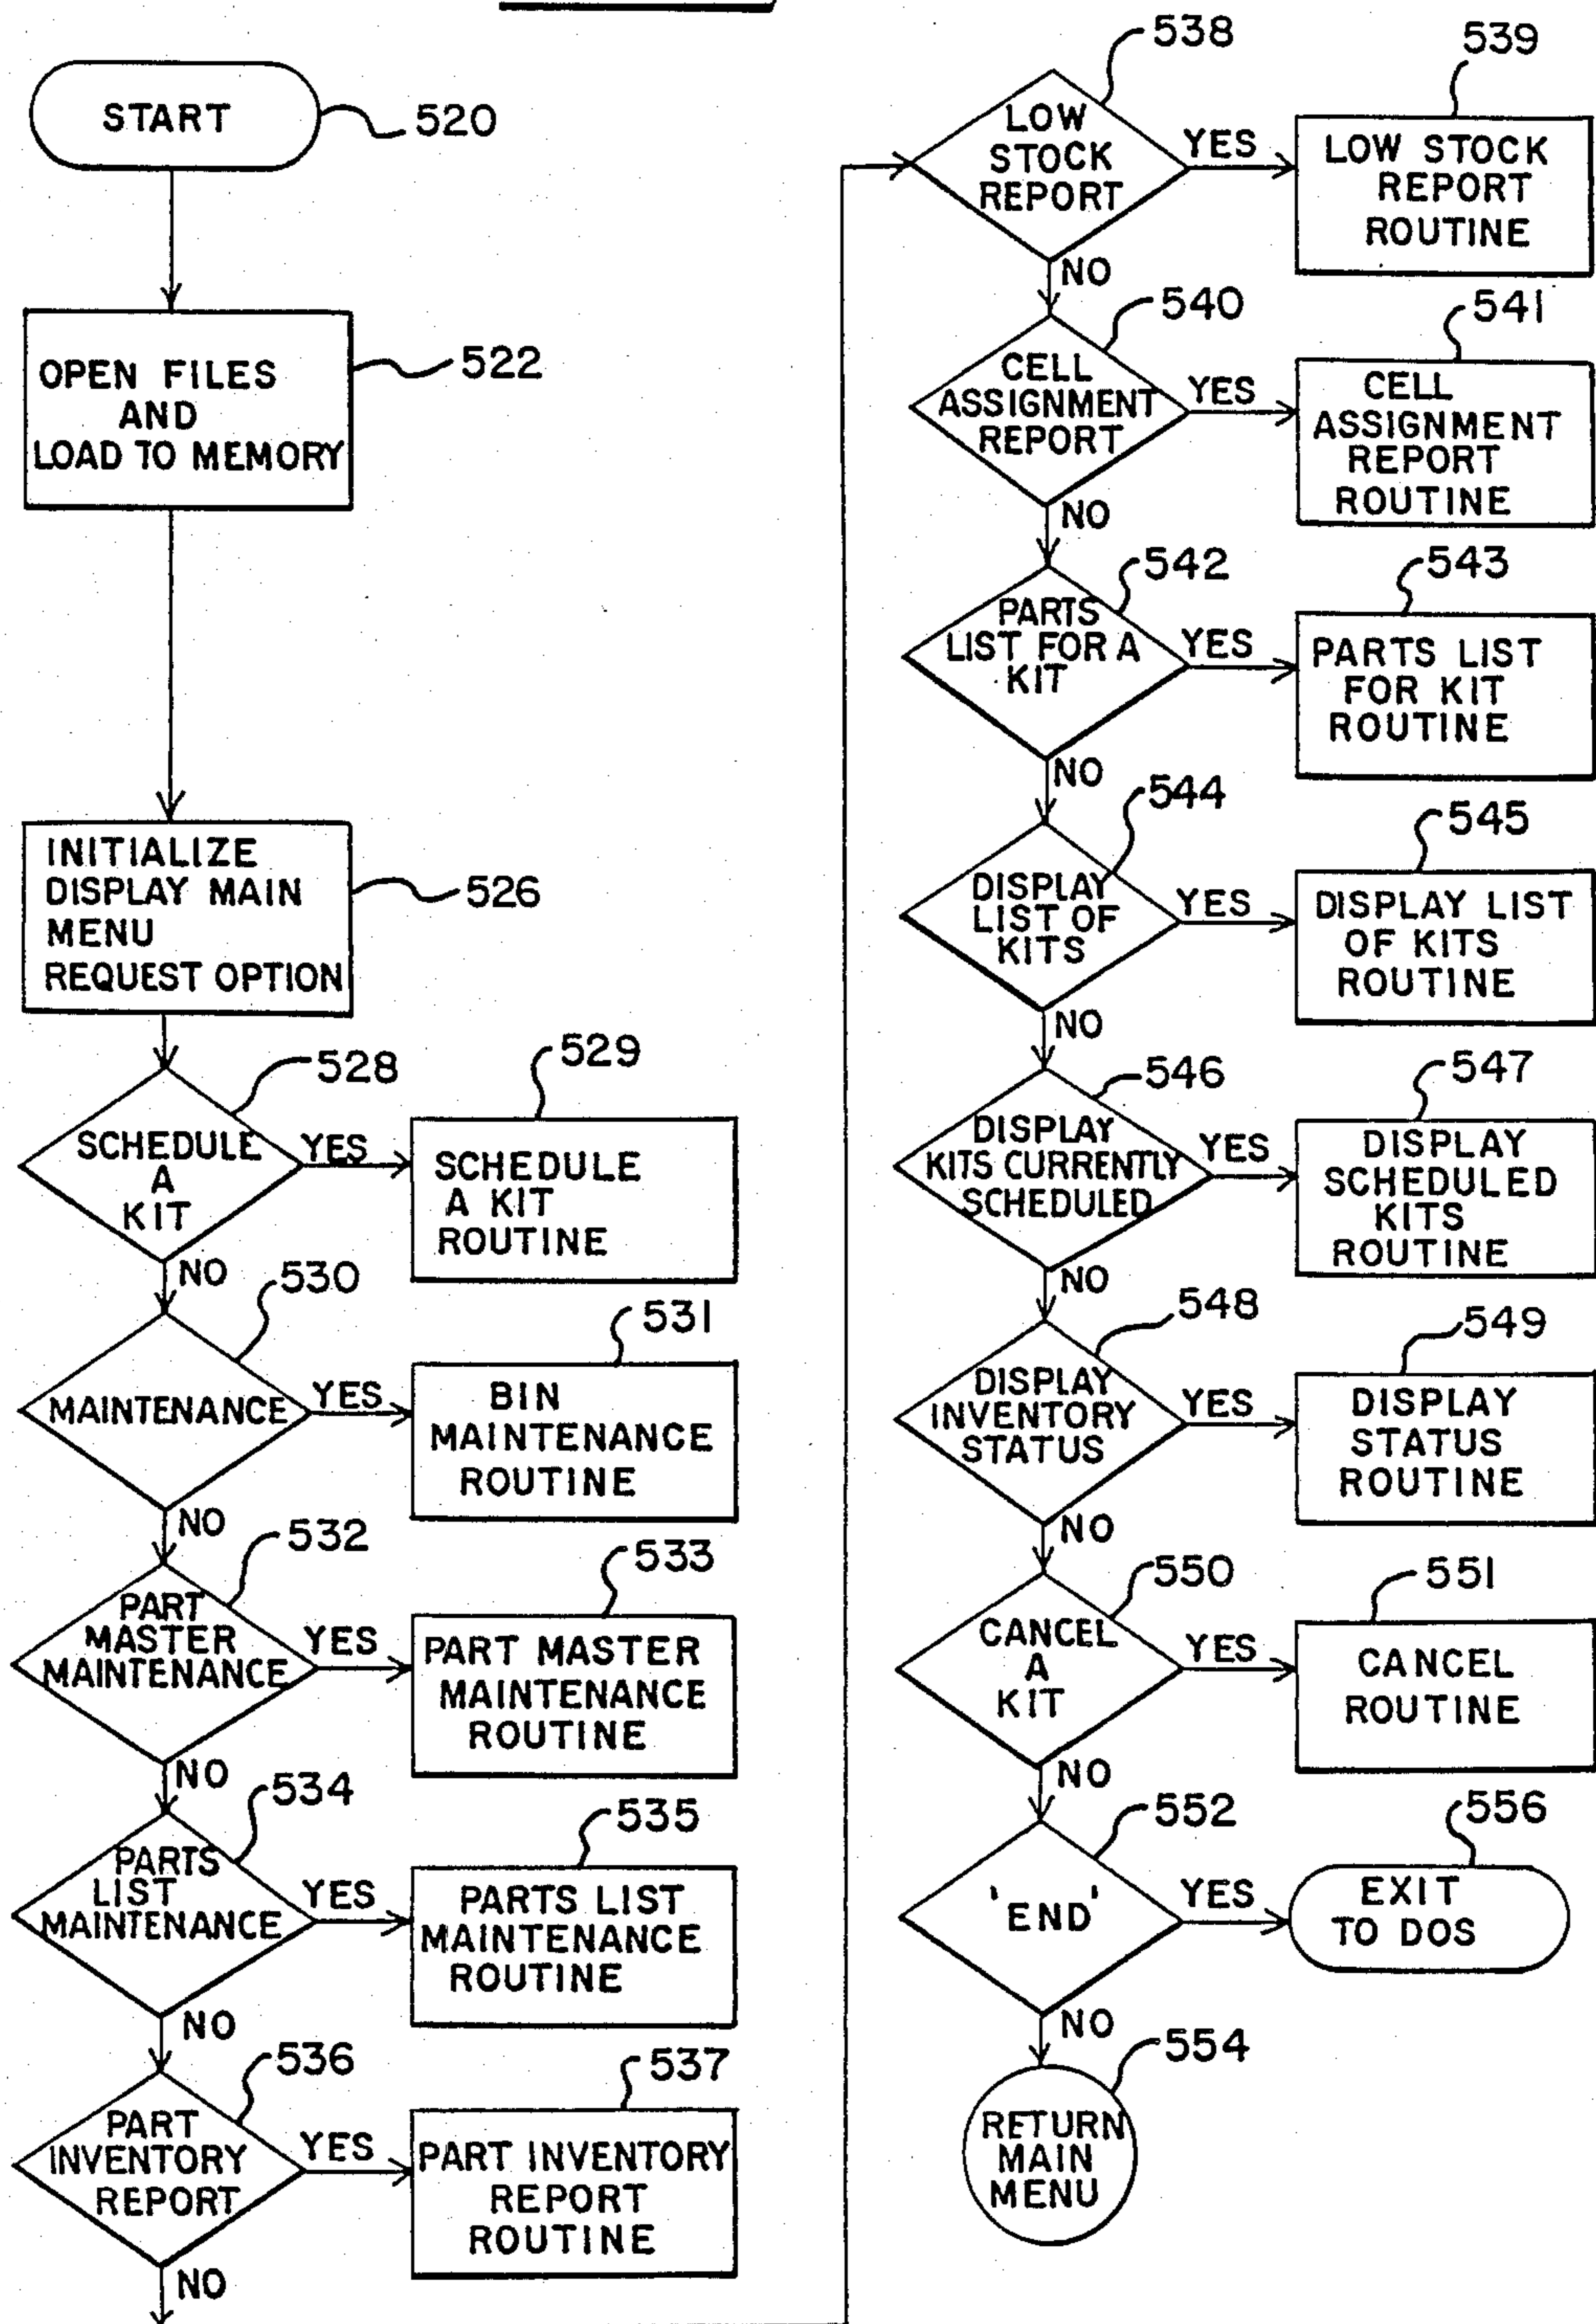 START
520
OPEN FILES
AND
LOAD TO MEMORY
522
INITIALIZE
DISPLAY MAIN
MENU
REQUEST OPTION
526
528
SCHEDULE
A
KIT
YES
529
SCHEDULE
A KIT
ROUTINE
NO
530
MAINTENANCE
YES
531
BIN
MAINTENANCE
ROUTINE
NO
532
PART
MASTER
MAINTENANCE
YES
533
PART MASTER
MAINTENANCE
ROUTINE
NO
534
PARTS
LIST
MAINTENANCE
YES
535
PARTS LIST
MAINTENANCE
ROUTINE
NO
536
PART
INVENTORY
REPORT
YES
537
PART INVENTORY
REPORT
ROUTINE
NO
538
LOW
STOCK
REPORT
YES
539
LOW STOCK
REPORT
ROUTINE
NO
540
CELL
ASSIGNMENT
REPORT
YES
541
CELL
ASSIGNMENT
REPORT
ROUTINE
NO
542
PARTS
LIST FOR A
KIT
YES
543
PARTS LIST
FOR KIT
ROUTINE
NO
544
DISPLAY
LIST OF
KITS
YES
545
DISPLAY LIST
OF KITS
ROUTINE
NO
546
DISPLAY
KITS CURRENTLY
SCHEDULED
YES
547
DISPLAY
SCHEDULED
KITS
ROUTINE
NO
548
DISPLAY
INVENTORY
STATUS
YES
549
DISPLAY
STATUS
ROUTINE
NO
550
CANCEL
A
KIT
YES
551
CANCEL
ROUTINE
NO
552
'END'
YES
556
EXIT
TO DOS
NO
554
RETURN
MAIN
MENU